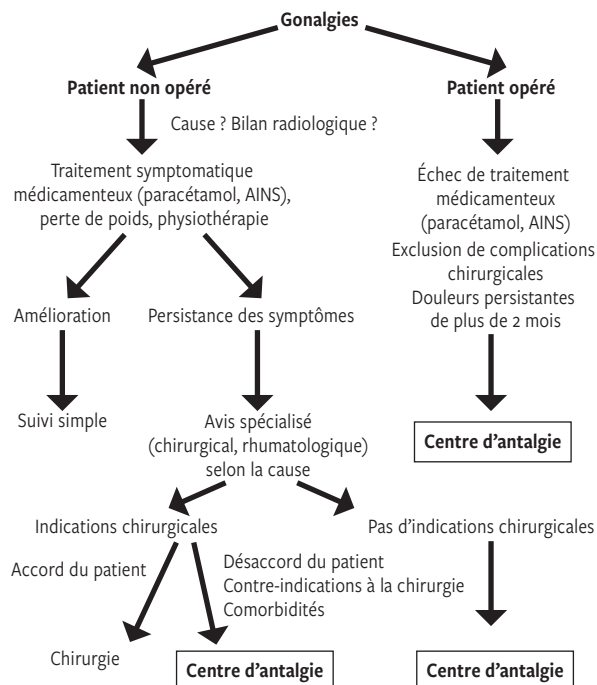 Gonalgies
Patient non opéré
Patient opéré
Cause ? Bilan radiologique ?
Traitement symptomatique
médicamenteux (paracétamol, AINS),
perte de poids, physiothérapie
Échec de traitement
médicamenteux
(paracétamol, AINS)
Exclusion de complications
chirurgicales
Douleurs persistantes
de plus de 2 mois
Amélioration
Persistance des symptômes
Suivi simple
Avis spécialisé
(chirurgical, rhumatologique)
selon la cause
Centre d'antalgie
Indications chirurgicales
Pas d'indications chirurgicales
Accord du patient
Désaccord du patient
Contre-indications à la chirurgie
Comorbidités
Chirurgie
Centre d'antalgie
Centre d'antalgie